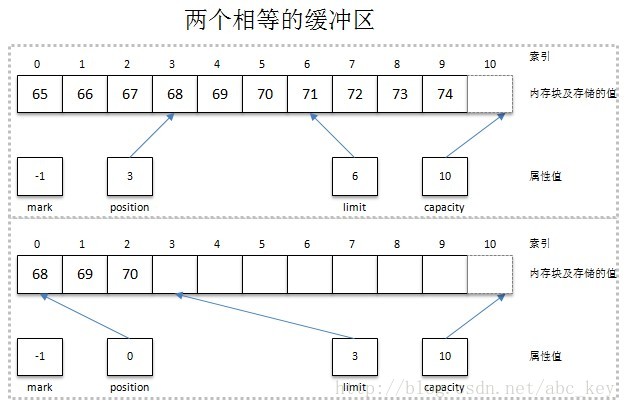 两个相等的缓冲区
0 1 2 3 4 5 6 7 8 9 10 索引
65 66 67 68 69 70 71 72 73 74 内存块及存储的值
-1 3 6 10 属性值
mark position limit capacity
0 1 2 3 4 5 6 7 8 9 10 索引
68 69 70 内存块及存储的值
-1 0 3 10 属性值
mark position limit capacity
http://blog.csdn.net/abc_key